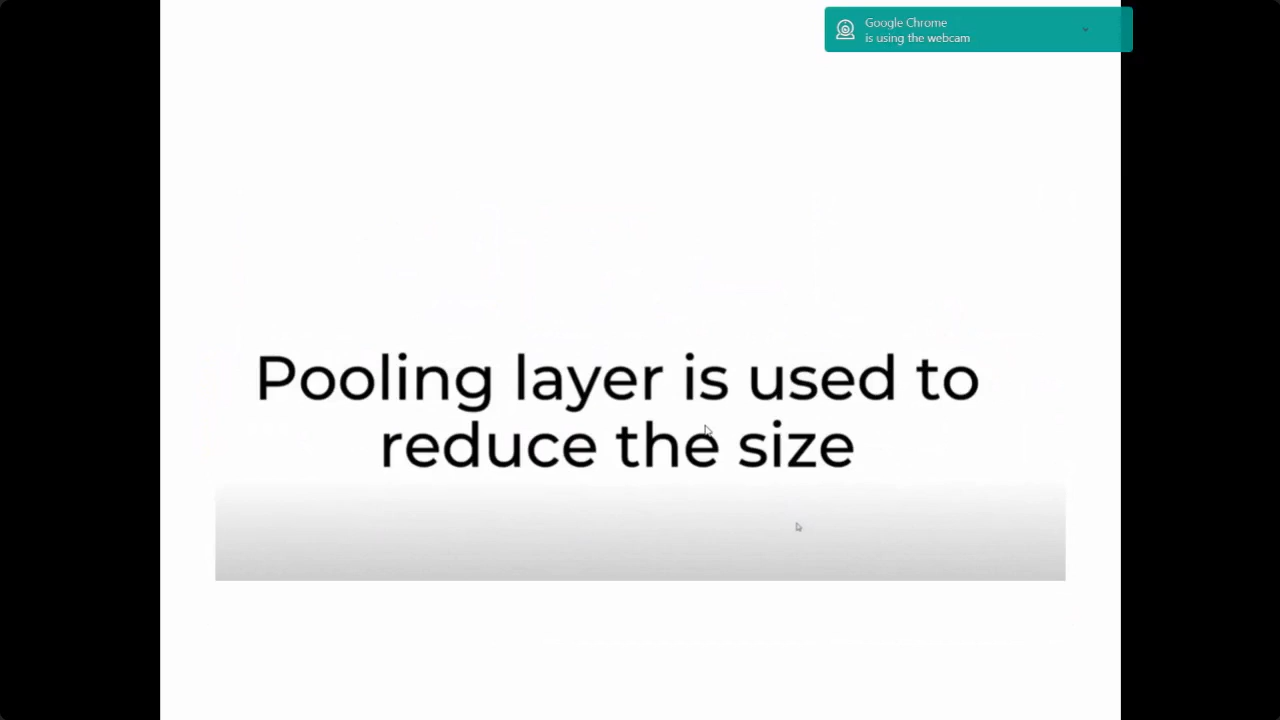 Google Chrome
is using the webcam
Pooling layer is used to
reduce the size